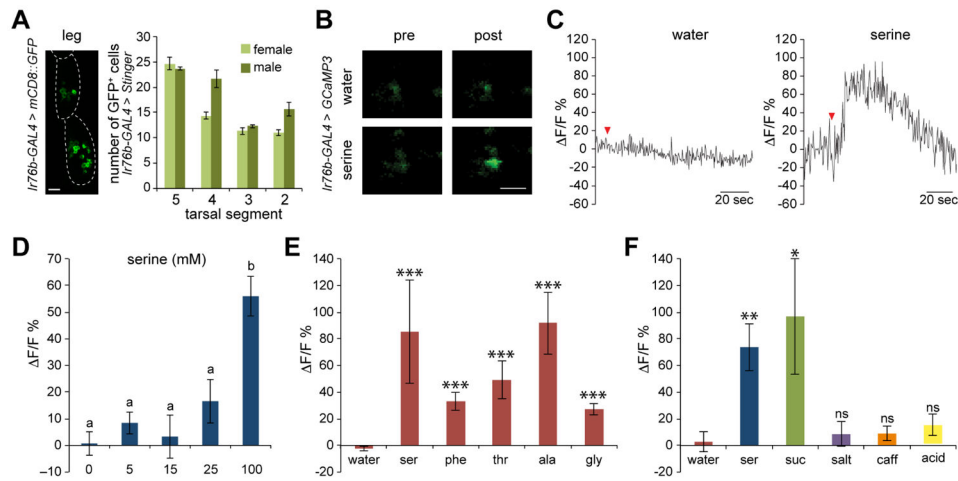 A
leg
Ir76b-GAL4 > mCD8::GFP
number of GFP+ cells
Ir76b-GAL4 > Stinger
30
25
20
15
10
5
0
female
male
5 4 3 2
tarsal segment
B
pre post
Ir76b-GAL4 > GCaMP3
water
serine
C
water
ΔF/F %
120
100
80
60
40
20
0
-20
-40
-60
20 sec
serine
ΔF/F %
120
100
80
60
40
20
0
-20
-40
-60
20 sec
D
serine (mM)
ΔF/F %
70
60
50
40
30
20
10
0
–10
a a a a b
0 5 15 25 100
E
ΔF/F %
140
120
100
80
60
40
20
0
-20
*** *** *** *** ***
water ser phe thr ala gly
F
ΔF/F %
140
120
100
80
60
40
20
0
-20
** * ns ns ns
water ser suc salt caff acid